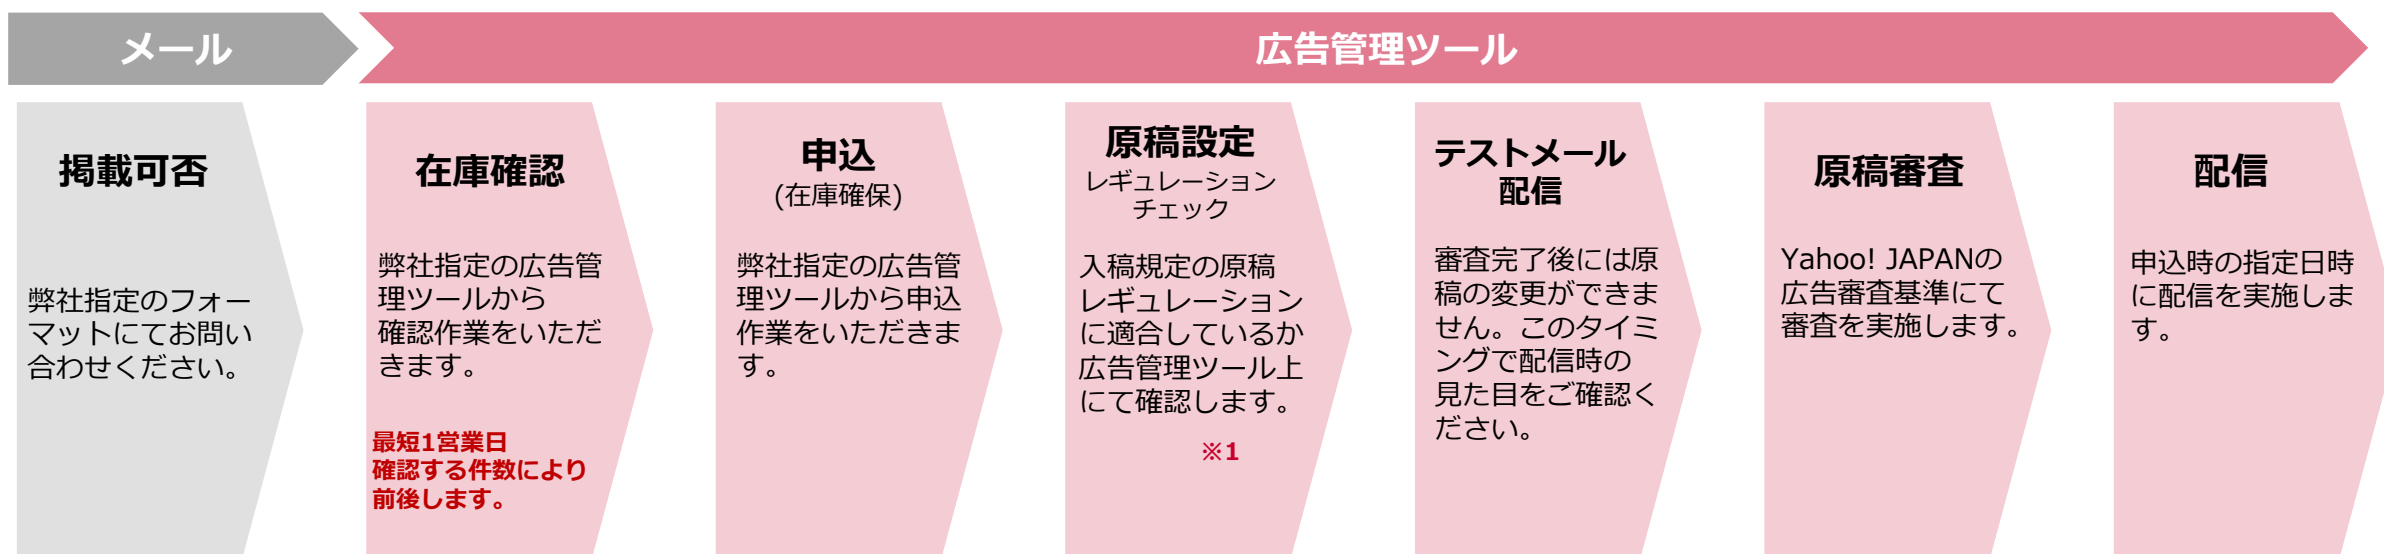 メール
広告管理ツール
掲載可否
弊社指定のフォー
マットにてお問い
合わせください。
在庫確認
弊社指定の広告管
理ツールから
確認作業をいただ
きます。
最短1営業日
確認する件数により
前後します。
申込
(在庫確保)
弊社指定の広告管
理ツールから申込
作業をいただきま
す。
原稿設定
レギュレーション
チェック
入稿規定の原稿
レギュレーション
に適合しているか
広告管理ツール上
にて確認します。
※1
テストメール
配信
審査完了後には原
稿の変更ができま
せん。このタイミ
ングで配信時の
見た目をご確認く
ださい。
原稿審査
Yahoo! JAPANの
広告審査基準にて
審査を実施します。
配信
申込時の指定日時
に配信を実施しま
す。